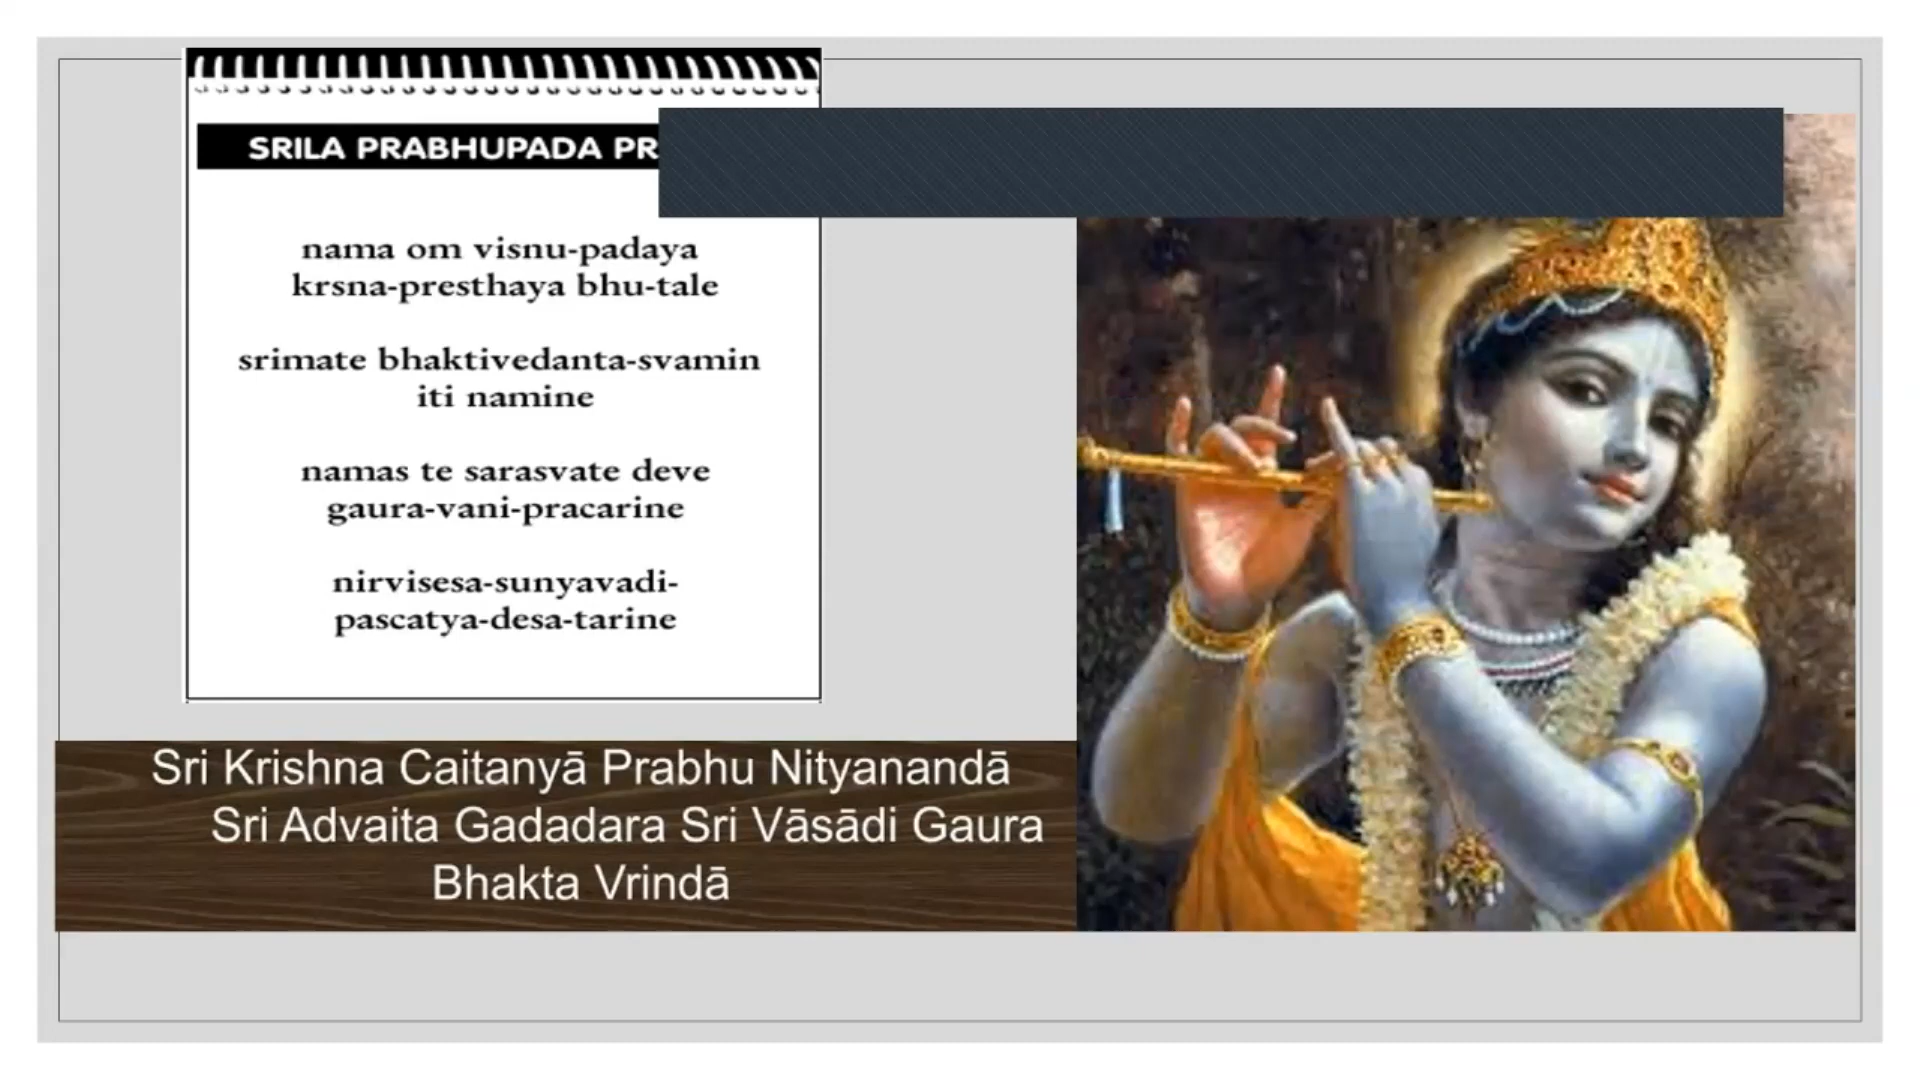 SRILA PRABHUPADA PR
nama om visnu-padaya
krsna-presthaya bhu-tale
srimate bhaktivedanta-svamin
iti namine
namas te sarasvate deve
gaura-vani-pracarine
nirvisesa-sunyavadi-
pascatya-desa-tarine
Sri Krishna Caitanyā Prabhu Nityanandā
Sri Advaita Gadadara Sri Vāsādi Gaura
Bhakta Vrindā